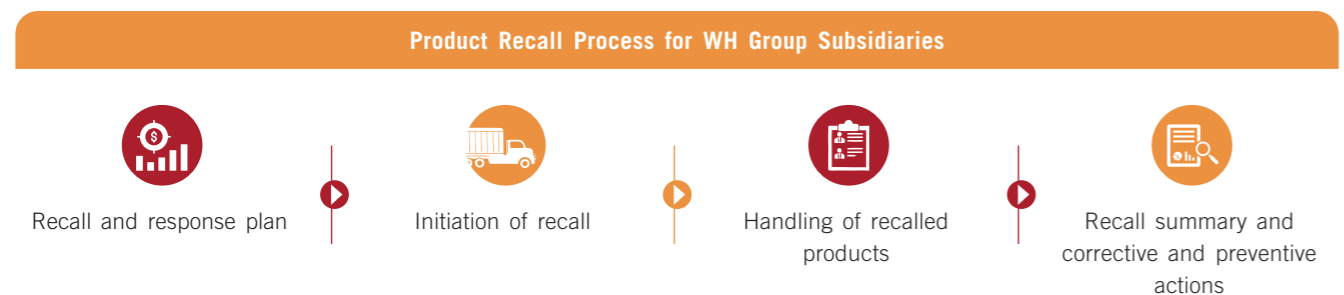 Product Recall Process for WH Group Subsidiaries
$
Recall and response plan
Initiation of recall
Handling of recalled
products
Recall summary and
corrective and preventive
actions